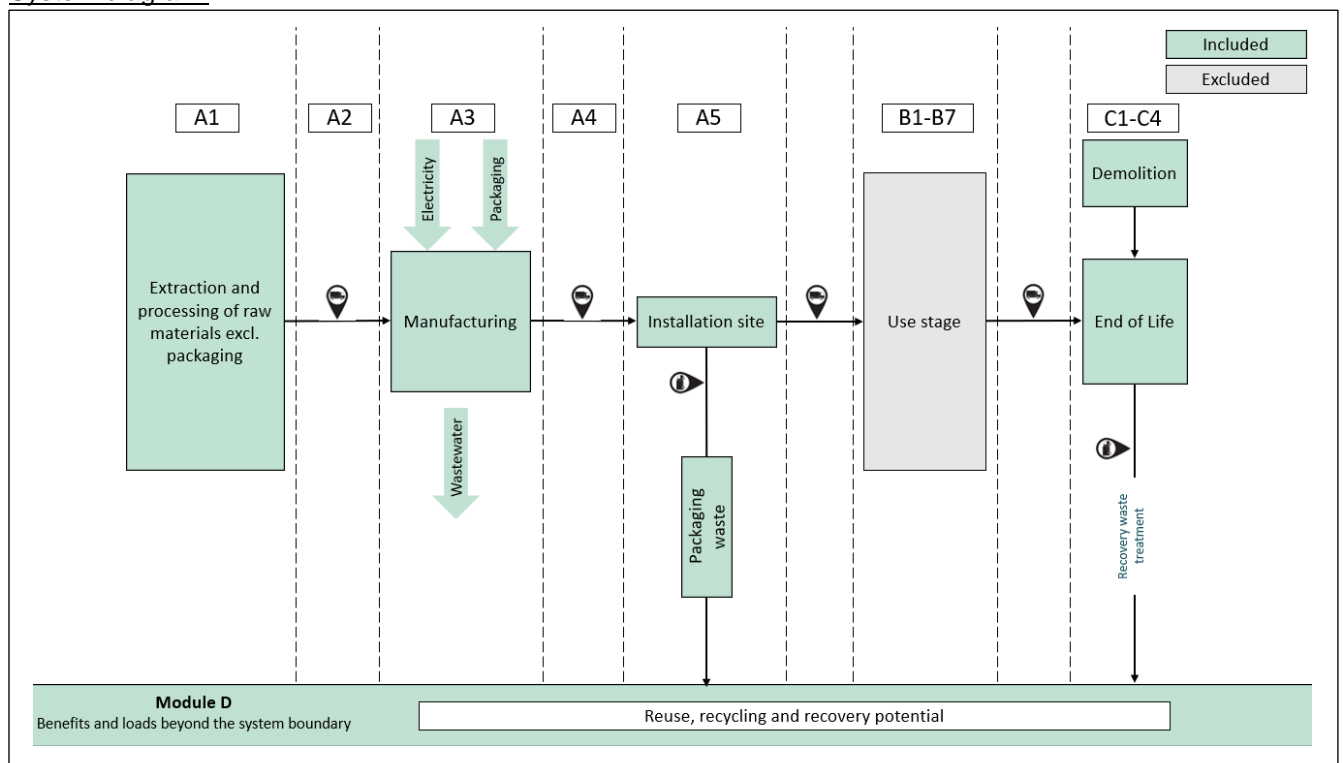 Included
Excluded
A1
A2
A3
A4
A5
B1-B7
C1-C4
Electricity
Packaging
Demolition
Extraction and
processing of raw
materials excl.
packaging
Manufacturing
Installation site
Use stage
End of Life
Wastewater
Packaging
waste
Recovery waste
treatment
Module D
Benefits and loads beyond the system boundary
Reuse, recycling and recovery potential